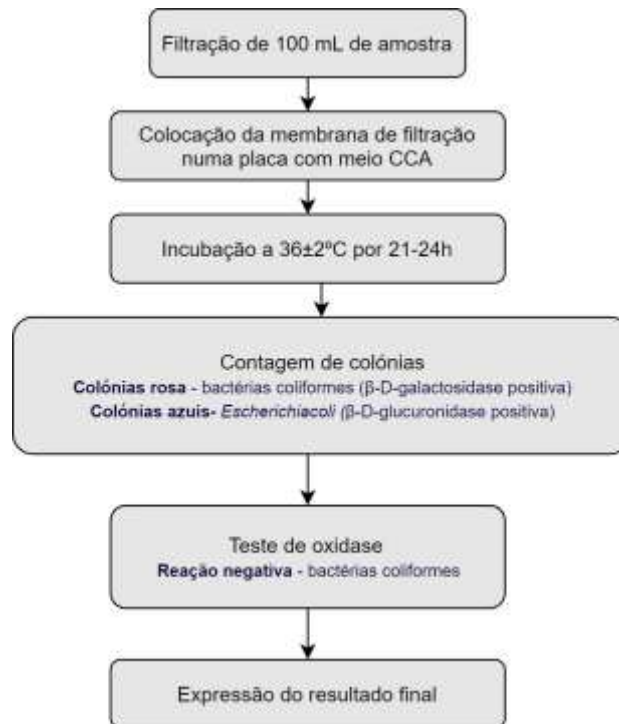 Filtração de 100 mL de amostra
Colocação da membrana de filtração
numa placa com meio CCA
Incubação a 36±2ºC por 21-24h
Contagem de colónias
Colónias rosa - bactérias coliformes (β-D-galactosidase positiva)
Colónias azuis- Escherichiacoli (β-D-glucuronidase positiva)
Teste de oxidase
Reação negativa - bactérias coliformes
Expressão do resultado final